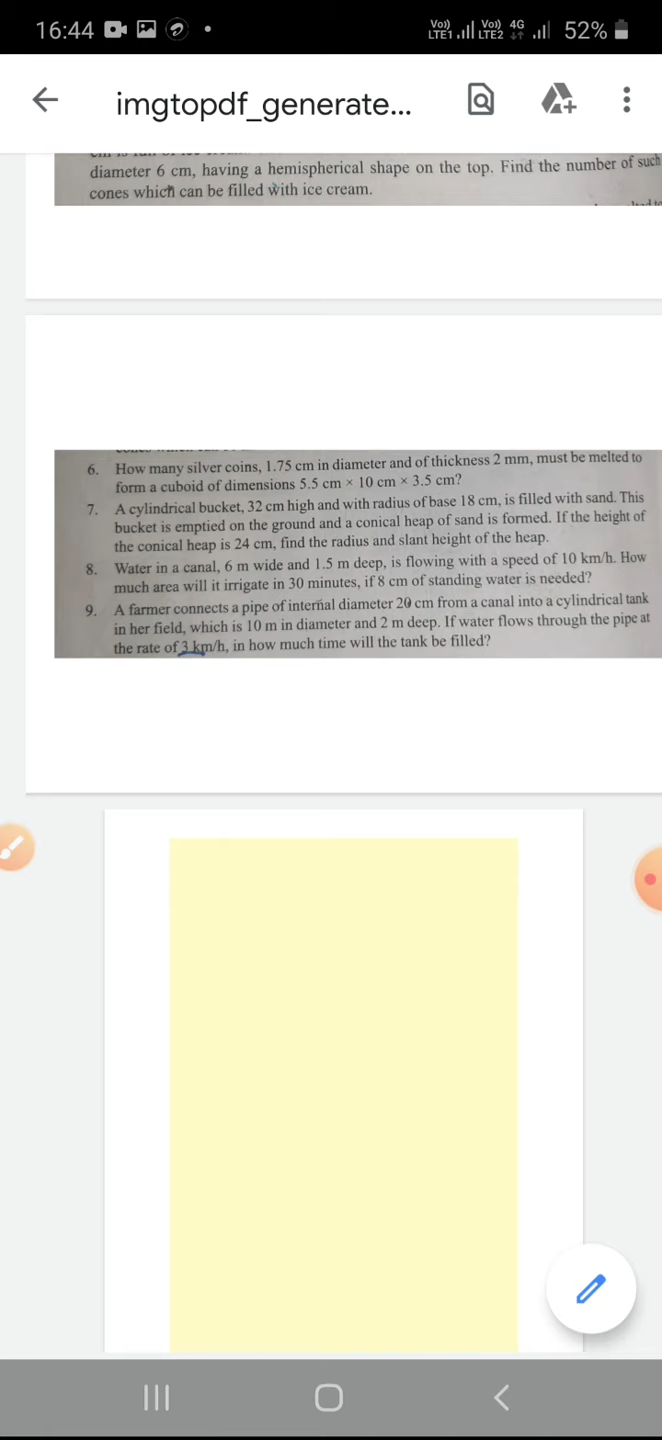 16:44
Vo)) LTE1 Vo)) LTE2 4G 52%
imgtopdf_generate...
diameter 6 cm, having a hemispherical shape on the top. Find the number of such
cones which can be filled with ice cream.
6. How many silver coins, 1.75 cm in diameter and of thickness 2 mm, must be melted to
form a cuboid of dimensions 5.5 cm × 10 cm × 3.5 cm?
7. A cylindrical bucket, 32 cm high and with radius of base 18 cm, is filled with sand. This
bucket is emptied on the ground and a conical heap of sand is formed. If the height of
the conical heap is 24 cm, find the radius and slant height of the heap.
8. Water in a canal, 6 m wide and 1.5 m deep, is flowing with a speed of 10 km/h. How
much area will it irrigate in 30 minutes, if 8 cm of standing water is needed?
9. A farmer connects a pipe of internal diameter 20 cm from a canal into a cylindrical tank
in her field, which is 10 m in diameter and 2 m deep. If water flows through the pipe at
the rate of 3 km/h, in how much time will the tank be filled?